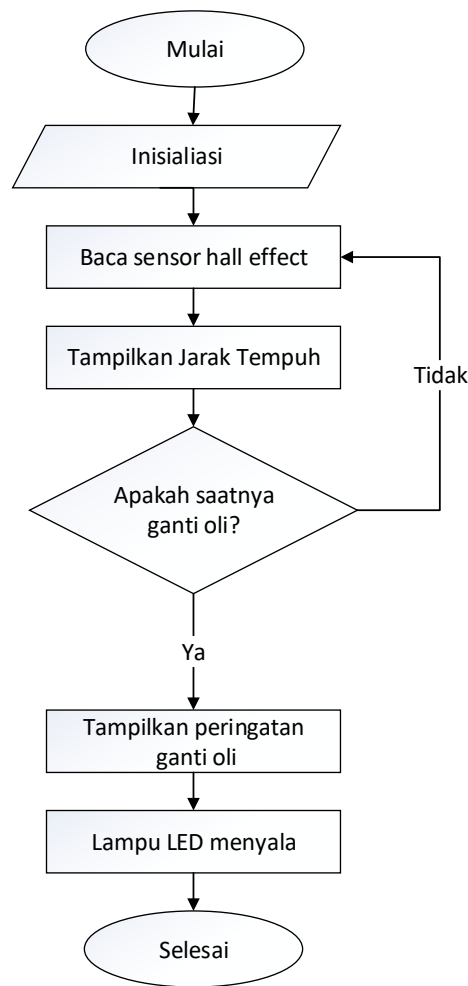 Mulai
Inisialiasi
Baca sensor hall effect
Tampilkan Jarak Tempuh
Tidak
Apakah saatnya
ganti oli?
Ya
Tampilkan peringatan
ganti oli
Lampu LED menyala
Selesai